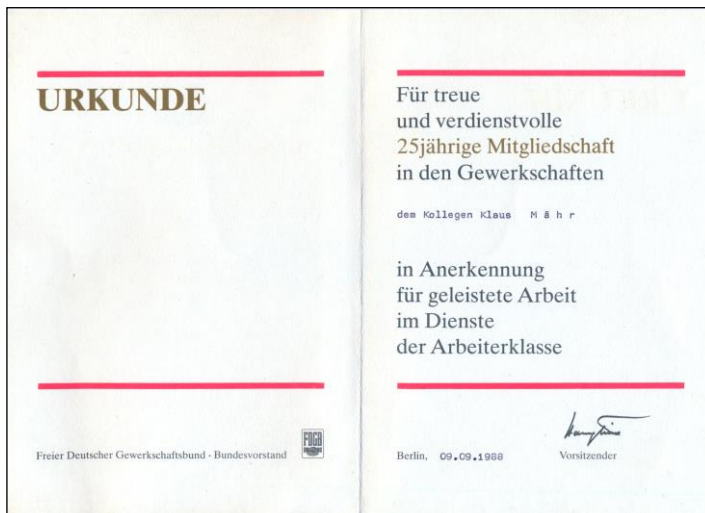 URKUNDE
Freier Deutscher Gewerkschaftsbund - Bundesvorstand
FDGB
Für treue
und verdienstvolle
25jährige Mitgliedschaft
in den Gewerkschaften
dem Kollegen Klaus M ä h r
in Anerkennung
für geleistete Arbeit
im Dienste
der Arbeiterklasse
Berlin, 09.09.1988
Vorsitzender